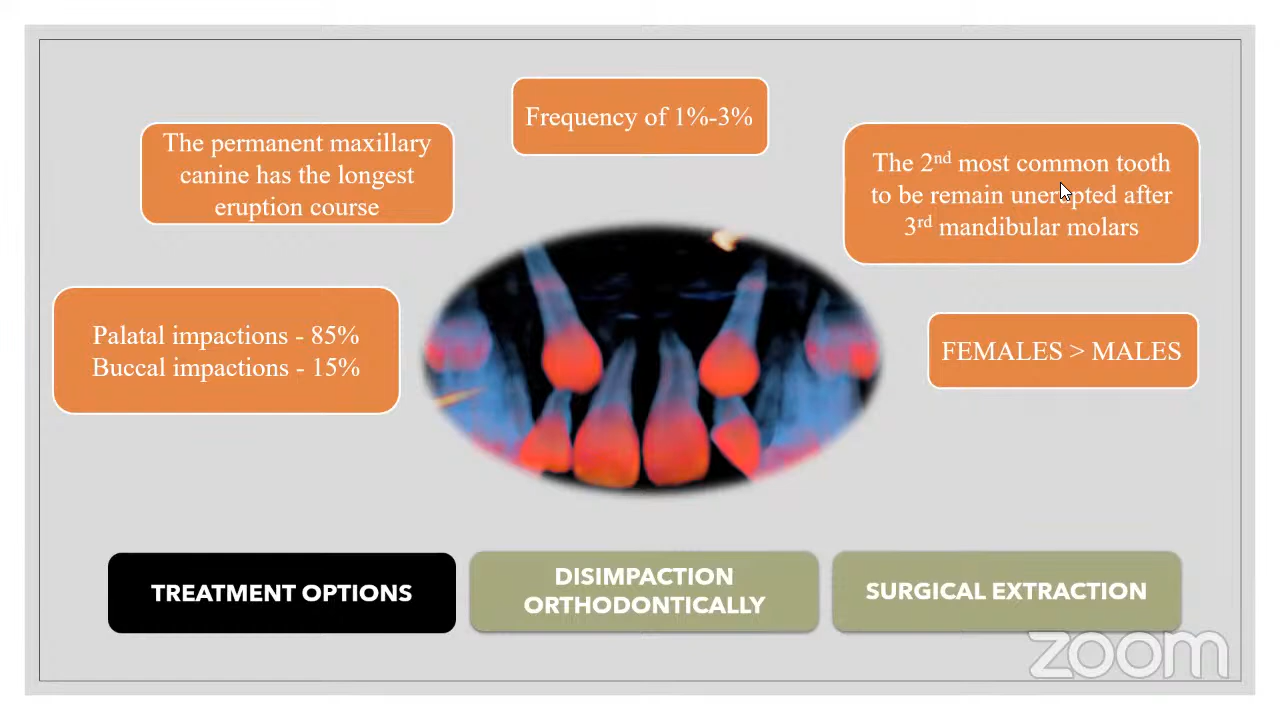 Frequency of 1%-3%
The permanent maxillary
canine has the longest
eruption course
The 2nd most common tooth
to be remain unerupted after
3rd mandibular molars
Palatal impactions - 85%
Buccal impactions - 15%
FEMALES > MALES
TREATMENT OPTIONS
DISIMPACTION
ORTHODONTICALLY
SURGICAL EXTRACTION
zoom